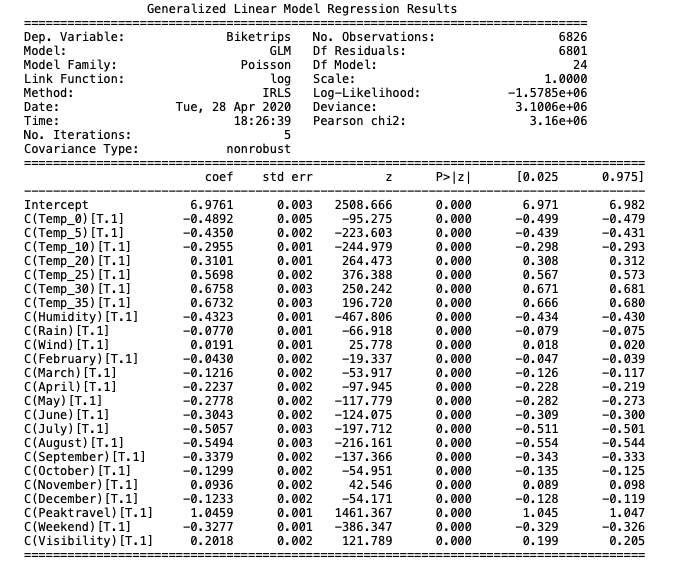 Generalized Linear Model Regression Results
==============================================================================
Dep. Variable:              Biketrips   No. Observations:                 6826
Model:                            GLM   Df Residuals:                     6801
Model Family:                 Poisson   Df Model:                           24
Link Function:                    log   Scale:                          1.0000
Method:                          IRLS   Log-Likelihood:            -1.5785e+06
Date:                Tue, 28 Apr 2020   Deviance:                   3.1006e+06
Time:                        18:26:39   Pearson chi2:                 3.16e+06
No. Iterations:                     5
Covariance Type:            nonrobust
======================================================================================
                         coef    std err          z      P>|z|      [0.025      0.975]
--------------------------------------------------------------------------------------
Intercept              6.9761      0.003   2508.666      0.000       6.971       6.982
C(Temp_0)[T.1]        -0.4892      0.005    -95.275      0.000      -0.499      -0.479
C(Temp_5)[T.1]        -0.4350      0.002   -223.603      0.000      -0.439      -0.431
C(Temp_10)[T.1]       -0.2955      0.001   -244.979      0.000      -0.298      -0.293
C(Temp_20)[T.1]        0.3101      0.001    264.473      0.000       0.308       0.312
C(Temp_25)[T.1]        0.5698      0.002    376.388      0.000       0.567       0.573
C(Temp_30)[T.1]        0.6758      0.003    250.242      0.000       0.671       0.681
C(Temp_35)[T.1]        0.6732      0.003    196.720      0.000       0.666       0.680
C(Humidity)[T.1]      -0.4323      0.001   -467.806      0.000      -0.434      -0.430
C(Rain)[T.1]          -0.0770      0.001    -66.918      0.000      -0.079      -0.075
C(Wind)[T.1]           0.0191      0.001     25.778      0.000       0.018       0.020
C(February)[T.1]      -0.0430      0.002    -19.337      0.000      -0.047      -0.039
C(March)[T.1]         -0.1216      0.002    -53.917      0.000      -0.126      -0.117
C(April)[T.1]         -0.2237      0.002    -97.945      0.000      -0.228      -0.219
C(May)[T.1]           -0.2778      0.002   -117.779      0.000      -0.282      -0.273
C(June)[T.1]          -0.3043      0.002   -124.075      0.000      -0.309      -0.300
C(July)[T.1]          -0.5057      0.003   -197.712      0.000      -0.511      -0.501
C(August)[T.1]        -0.5494      0.003   -216.161      0.000      -0.554      -0.544
C(September)[T.1]     -0.3379      0.002   -137.366      0.000      -0.343      -0.333
C(October)[T.1]       -0.1299      0.002    -54.951      0.000      -0.135      -0.125
C(November)[T.1]       0.0936      0.002     42.546      0.000       0.089       0.098
C(December)[T.1]      -0.1233      0.002    -54.171      0.000      -0.128      -0.119
C(Peaktravel)[T.1]     1.0459      0.001   1461.367      0.000       1.045       1.047
C(Weekend)[T.1]       -0.3277      0.001   -386.347      0.000      -0.329      -0.326
C(Visibility)[T.1]     0.2018      0.002    121.789      0.000       0.199       0.205
======================================================================================